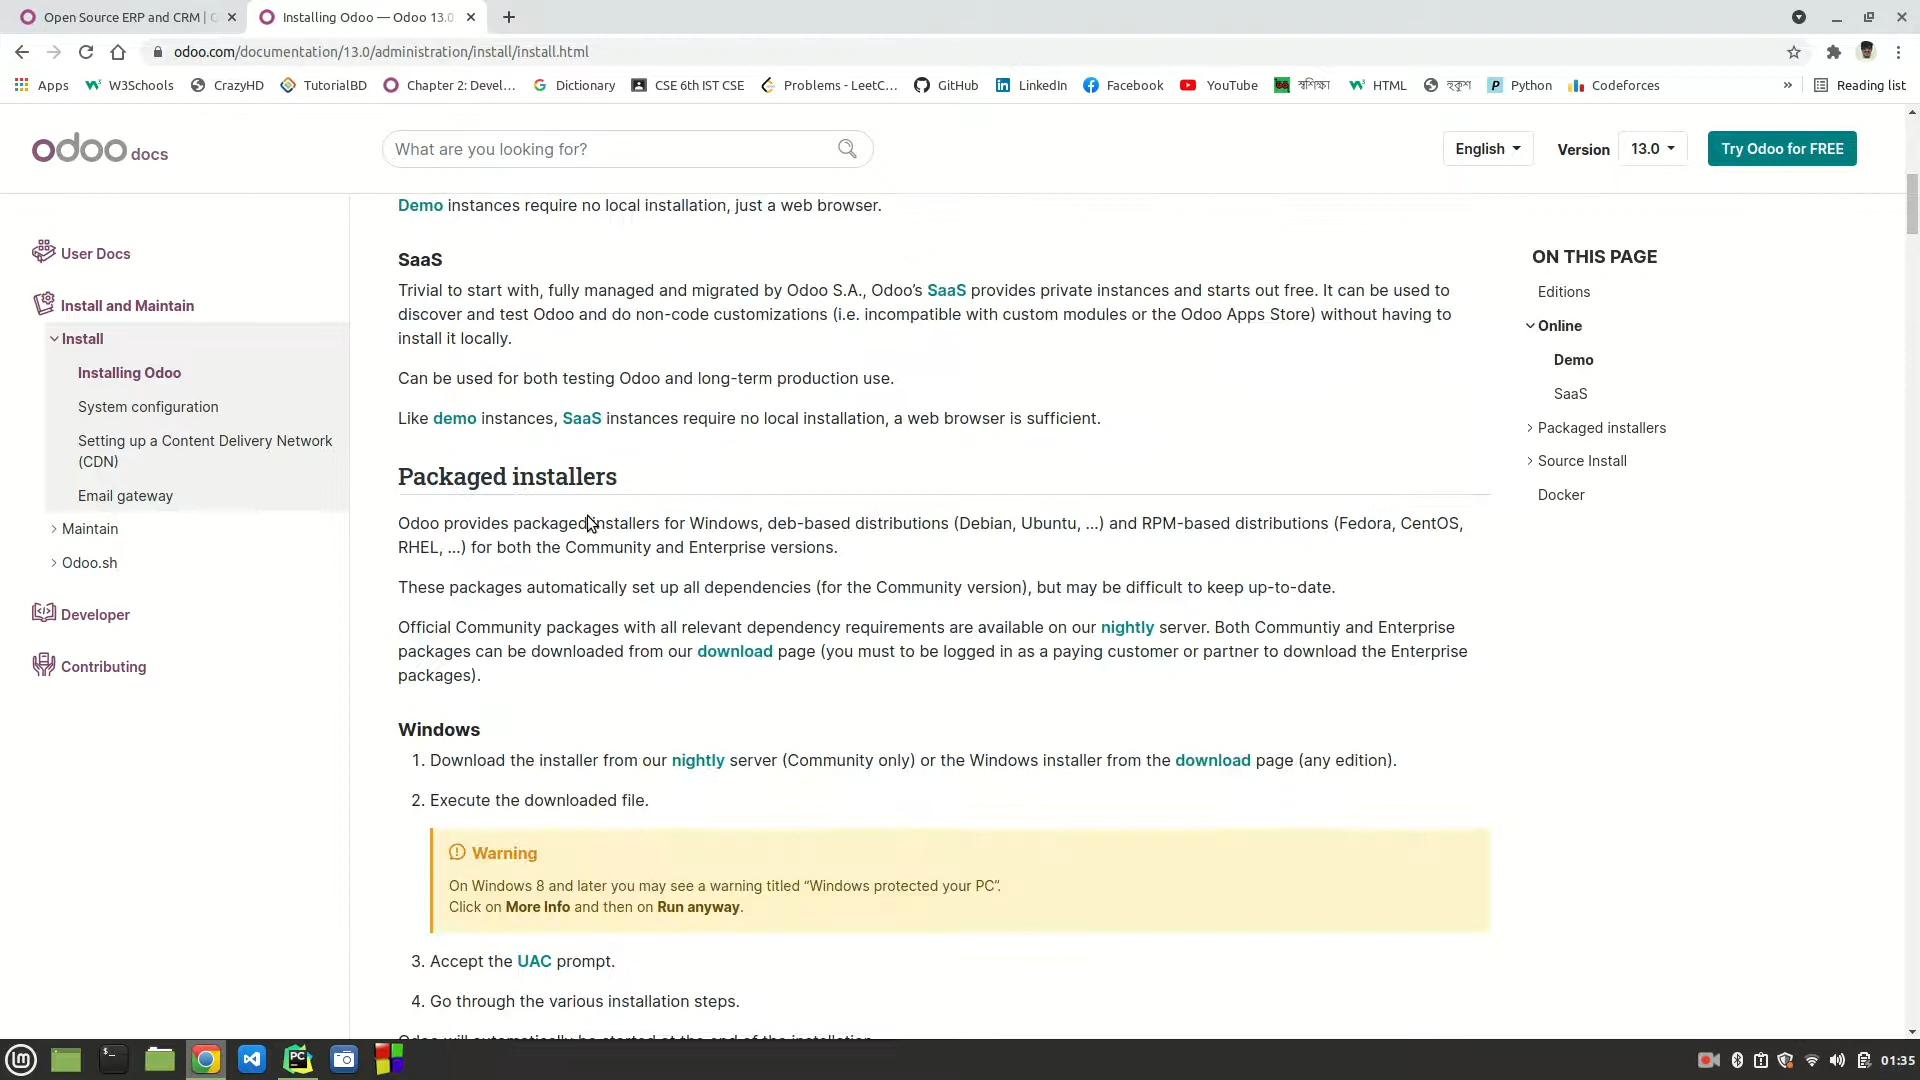 Open Source ERP and CRM |
Installing Odoo — Odoo 13.0
odoo.com/documentation/13.0/administration/install/install.html
Apps W3Schools CrazyHD TutorialBD Chapter 2: Devel... Dictionary CSE 6th IST CSE Problems - LeetC... GitHub LinkedIn Facebook YouTube স্বশিক্ষা HTML হুকুশ Python Codeforces » Reading list
odoo docs
What are you looking for?
English
Version 13.0
Try Odoo for FREE
User Docs
Install and Maintain
Install
Installing Odoo
System configuration
Setting up a Content Delivery Network
(CDN)
Email gateway
Maintain
Odoo.sh
Developer
Contributing
Demo instances require no local installation, just a web browser.
SaaS
Trivial to start with, fully managed and migrated by Odoo S.A., Odoo’s SaaS provides private instances and starts out free. It can be used to
discover and test Odoo and do non-code customizations (i.e. incompatible with custom modules or the Odoo Apps Store) without having to
install it locally.
Can be used for both testing Odoo and long-term production use.
Like demo instances, SaaS instances require no local installation, a web browser is sufficient.
Packaged installers
Odoo provides packaged installers for Windows, deb-based distributions (Debian, Ubuntu, …) and RPM-based distributions (Fedora, CentOS,
RHEL, …) for both the Community and Enterprise versions.
These packages automatically set up all dependencies (for the Community version), but may be difficult to keep up-to-date.
Official Community packages with all relevant dependency requirements are available on our nightly server. Both Communtiy and Enterprise
packages can be downloaded from our download page (you must to be logged in as a paying customer or partner to download the Enterprise
packages).
Windows
1. Download the installer from our nightly server (Community only) or the Windows installer from the download page (any edition).
2. Execute the downloaded file.
Warning
On Windows 8 and later you may see a warning titled “Windows protected your PC”.
Click on More Info and then on Run anyway.
3. Accept the UAC prompt.
4. Go through the various installation steps.
Odoo will automatically be started at the end of the installation.
ON THIS PAGE
Editions
Online
Demo
SaaS
Packaged installers
Source Install
Docker
01:35